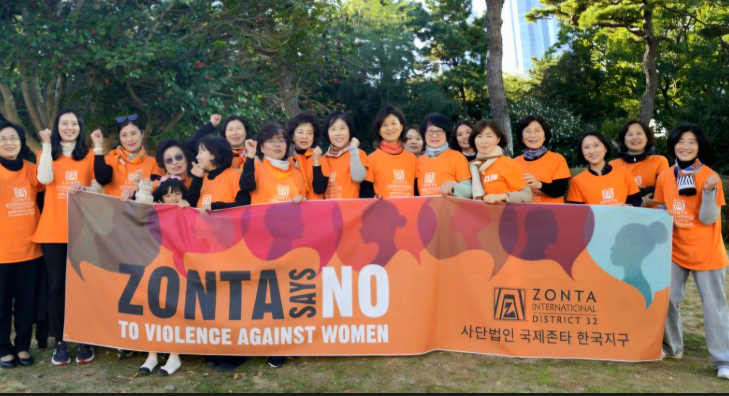 ZONTA SAYS NO
TO VIOLENCE AGAINST WOMEN
ZONTA
INTERNATIONAL
DISTRICT 32
사단법인 국제존타 한국지구